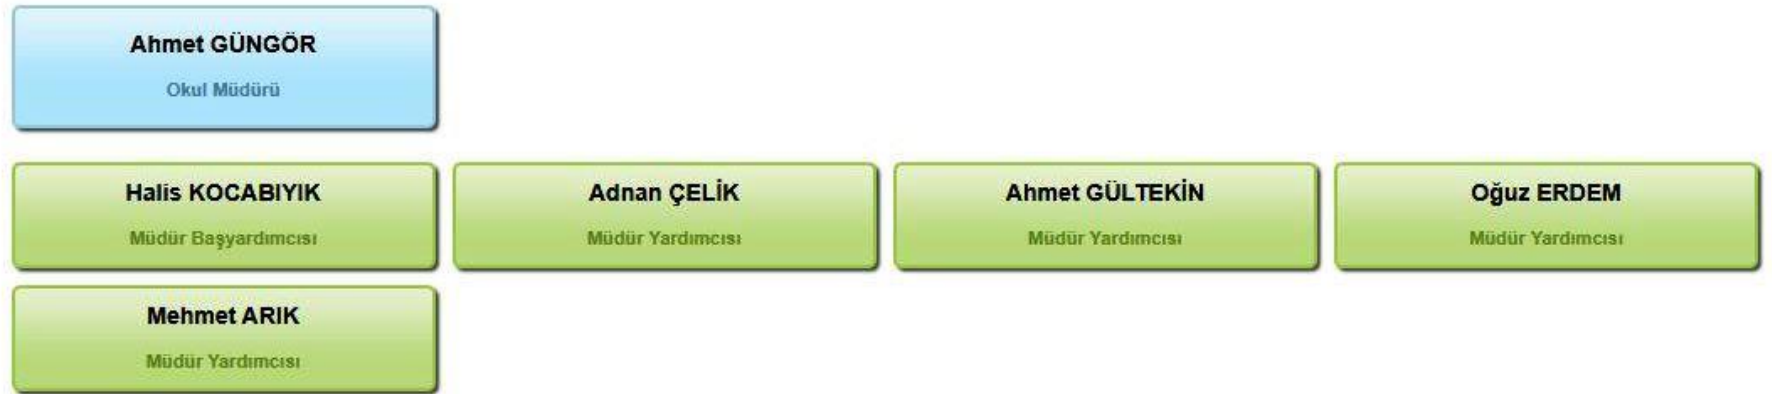 Ahmet GÜNGÖR
Okul Müdürü
Halis KOCABIYIK
Müdür Başyardımcısı
Adnan ÇELİK
Müdür Yardımcısı
Ahmet GÜLTEKİN
Müdür Yardımcısı
Oğuz ERDEM
Müdür Yardımcısı
Mehmet ARIK
Müdür Yardımcısı